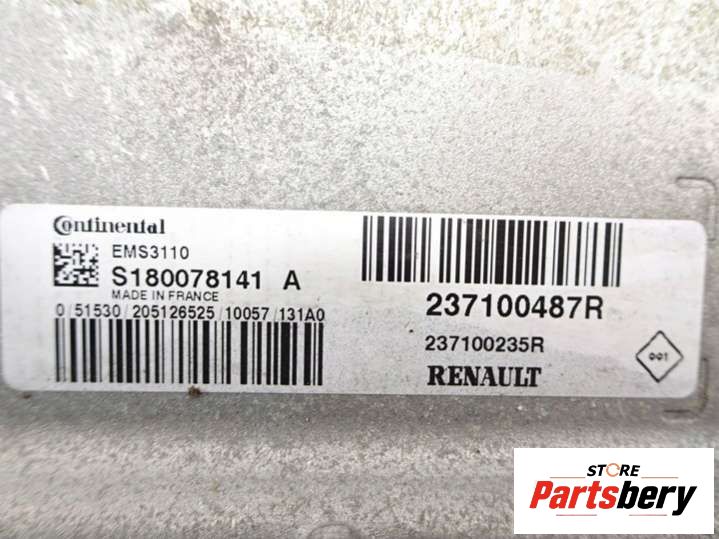 Continental
EMS3110
S180078141 A
MADE IN FRANCE
0/51530/205126525/10057/131A0
237100487R
237100235R
RENAULT
001
STORE
Partsbery